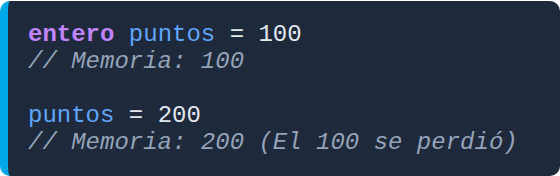 entero puntos = 100
// Memoria: 100
puntos = 200
// Memoria: 200 (El 100 se perdió)